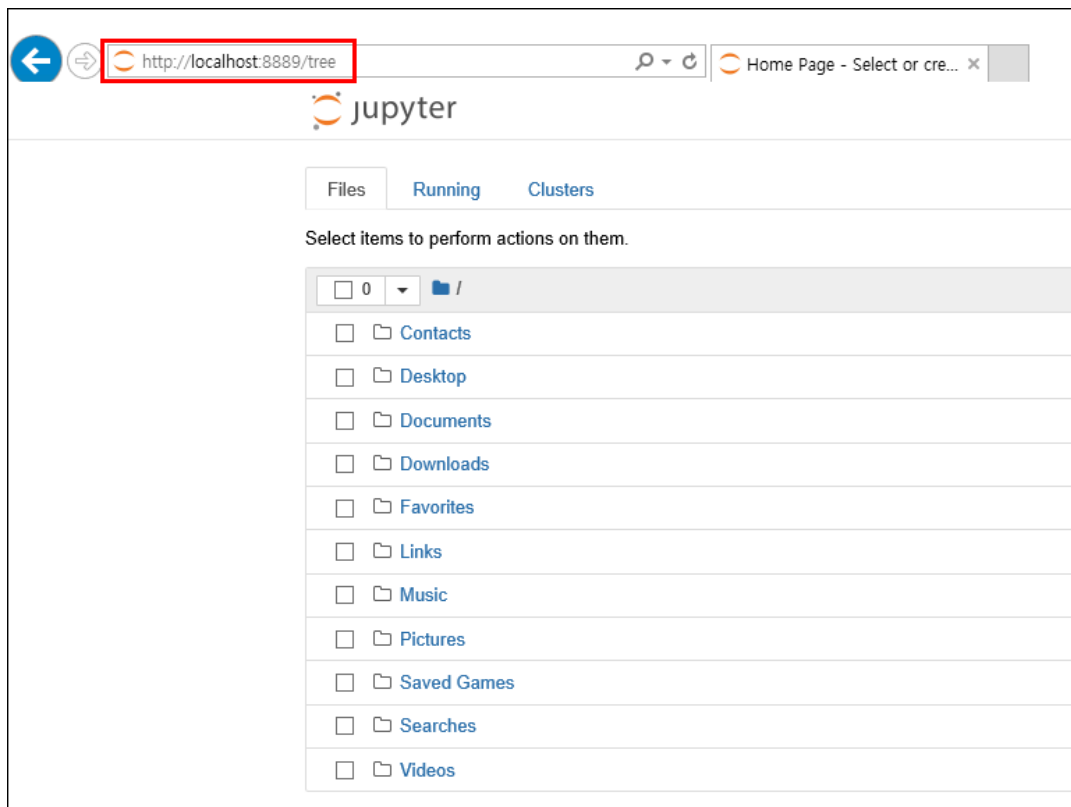 http://localhost:8889/tree
Home Page - Select or cre...
jupyter
Files Running Clusters
Select items to perform actions on them.
0 /
Contacts
Desktop
Documents
Downloads
Favorites
Links
Music
Pictures
Saved Games
Searches
Videos